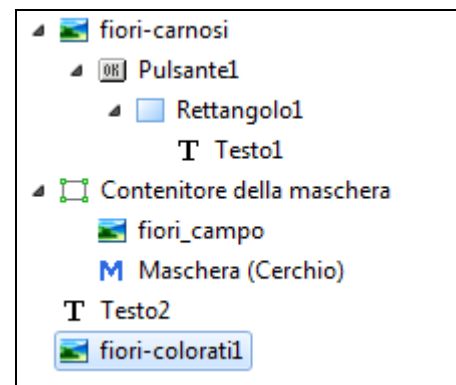 fiori-carnosi
OK Pulsante1
Rettangolo1
T Testo1
Contenitore della maschera
fiori_campo
M Maschera (Cerchio)
T Testo2
fiori-colorati1